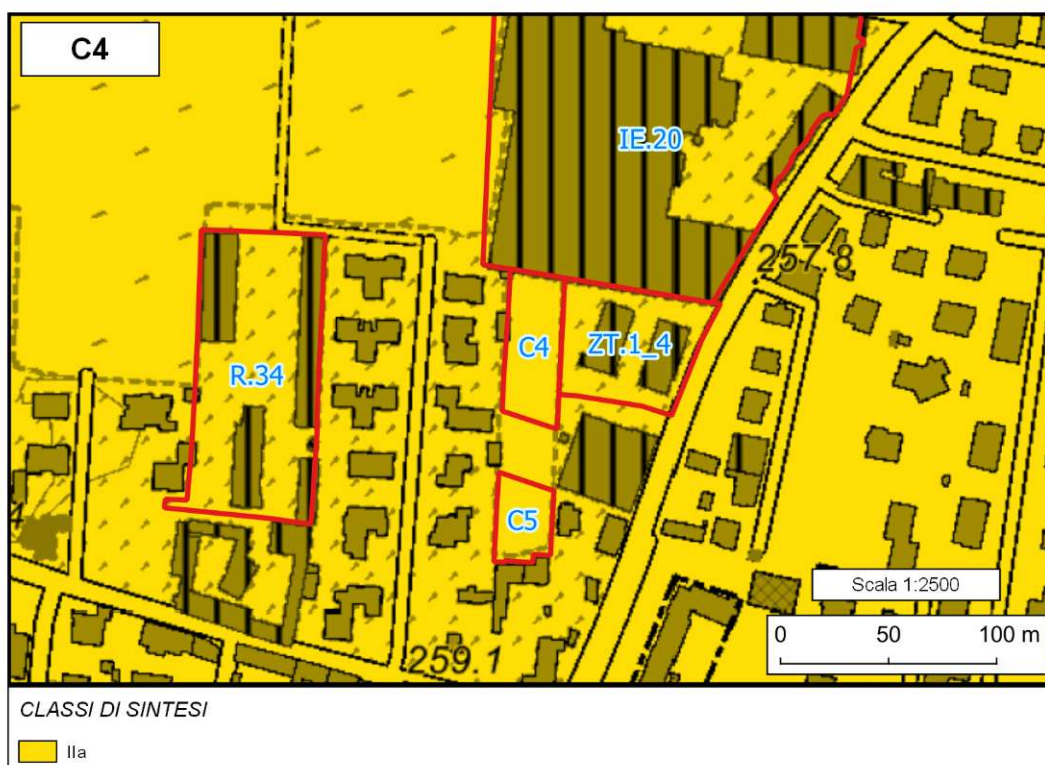 C4
IE.20
257.8
C4
ZT.1_4
R.34
C5
Scala 1:2500
0 50 100 m
259.1
CLASSI DI SINTESI
IIa